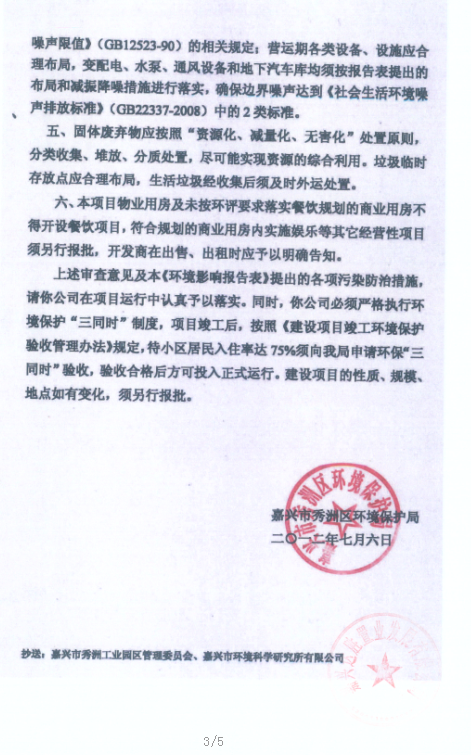 噪声限值》（GB12523-90）的相关规定；营运期各类设备、设施应合
理布局，变配电、水泵、通风设备和地下汽车库均须按报告表提出的
布局和减振降噪措施进行落实，确保边界噪声达到《社会生活环境噪
声排放标准》（GB22337-2008）中的 2 类标准。
五、固体废弃物应按照“资源化、减量化、无害化”处置原则，
分类收集、堆放、分质处置，尽可能实现资源的综合利用。垃圾临时
存放点应合理布局，生活垃圾经收集后须及时外运处置。
六、本项目物业用房及未按环评要求落实餐饮规划的商业用房不
得开设餐饮项目，符合规划的商业用房内实施娱乐等其它经营性项目
须另行报批，开发商在出售、出租时应予以明确告知。
上述审查意见及本《环境影响报告表》提出的各项污染防治措施，
请你公司在项目运行中认真予以落实。同时，你公司必须严格执行环
境保护“三同时”制度，项目竣工后，按照《建设项目竣工环境保护
验收管理办法》规定，待小区居民入住率达 75%须向我局申请环保“三
同时”验收，验收合格后方可投入正式运行。建设项目的性质、规模、
地点如有变化，须另行报批。
嘉兴市秀洲区环境保护局
嘉兴市秀洲区环境保护局
二〇一二年七月六日
抄送：嘉兴市秀洲工业园区管理委员会、嘉兴市环境科学研究所有限公司
3/5